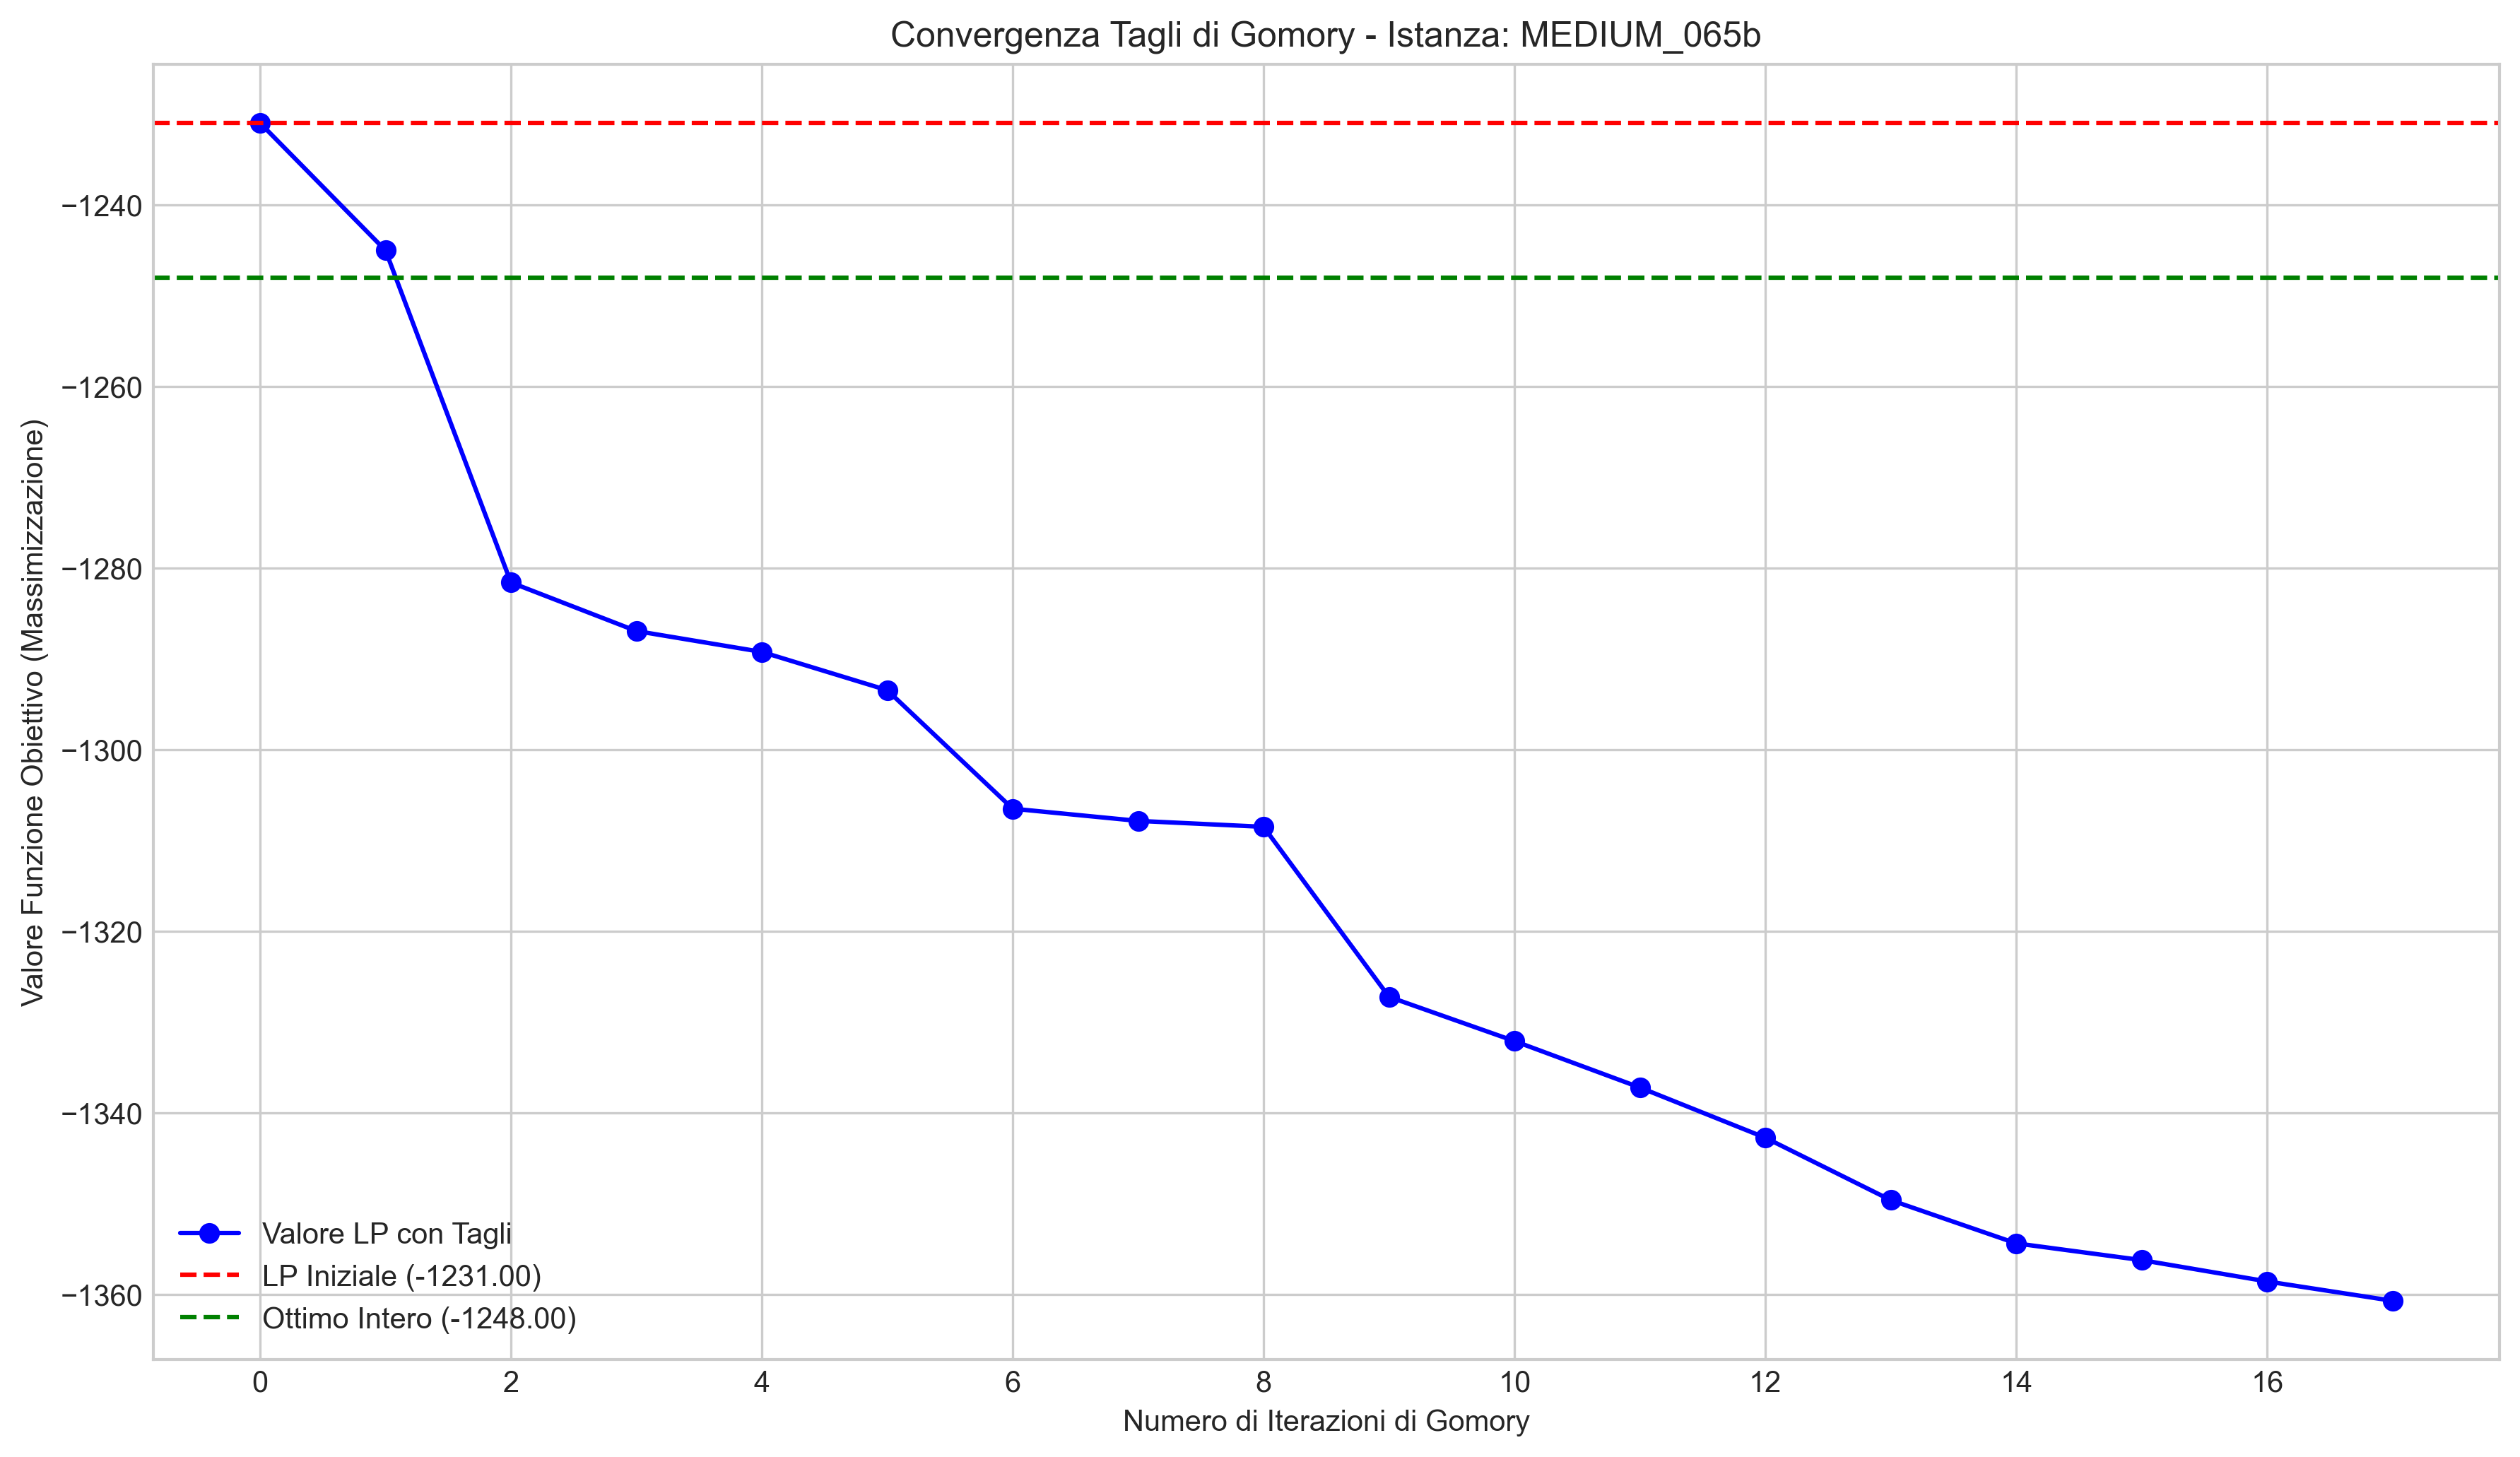 Convergenza Tagli di Gomory - Istanza: MEDIUM_065b
Valore Funzione Obiettivo (Massimizzazione)
−1240
−1260
−1280
−1300
−1320
−1340
−1360
Valore LP con Tagli
LP Iniziale (-1231.00)
Ottimo Intero (-1248.00)
0 2 4 6 8 10 12 14 16
Numero di Iterazioni di Gomory